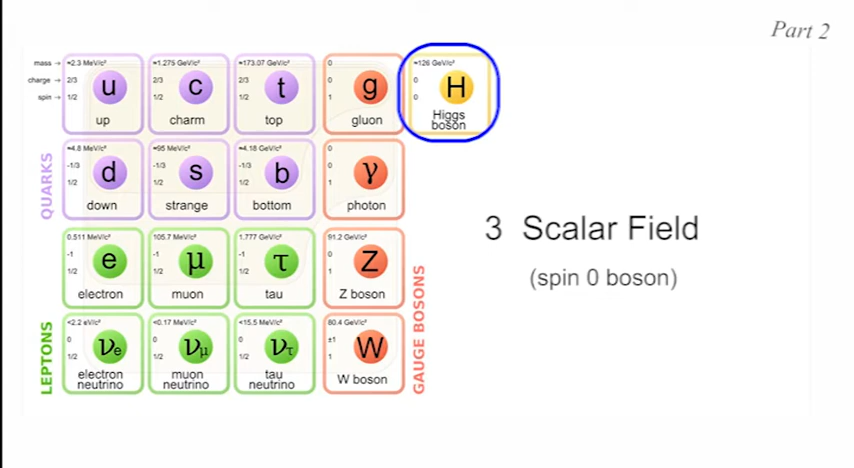 Part 2
mass → ≈2.3 MeV/c² ≈1.275 GeV/c² ≈173.07 GeV/c² 0 ≈126 GeV/c²
charge → 2/3 2/3 2/3 0 0
spin → 1/2 1/2 1/2 1 0
u c t g H
up charm top gluon Higgs boson
QUARKS
≈4.8 MeV/c² ≈95 MeV/c² ≈4.18 GeV/c² 0
-1/3 -1/3 -1/3 0
1/2 1/2 1/2 1
d s b γ
down strange bottom photon
3 Scalar Field
(spin 0 boson)
0.511 MeV/c² 105.7 MeV/c² 1.777 GeV/c² 91.2 GeV/c²
-1 -1 -1 0
1/2 1/2 1/2 1
e μ τ Z
electron muon tau Z boson
LEPTONS
GAUGE BOSONS
<2.2 eV/c² <0.17 MeV/c² <15.5 MeV/c² 80.4 GeV/c²
0 0 0 ±1
1/2 1/2 1/2 1
νe νμ ντ W
electron neutrino muon neutrino tau neutrino W boson